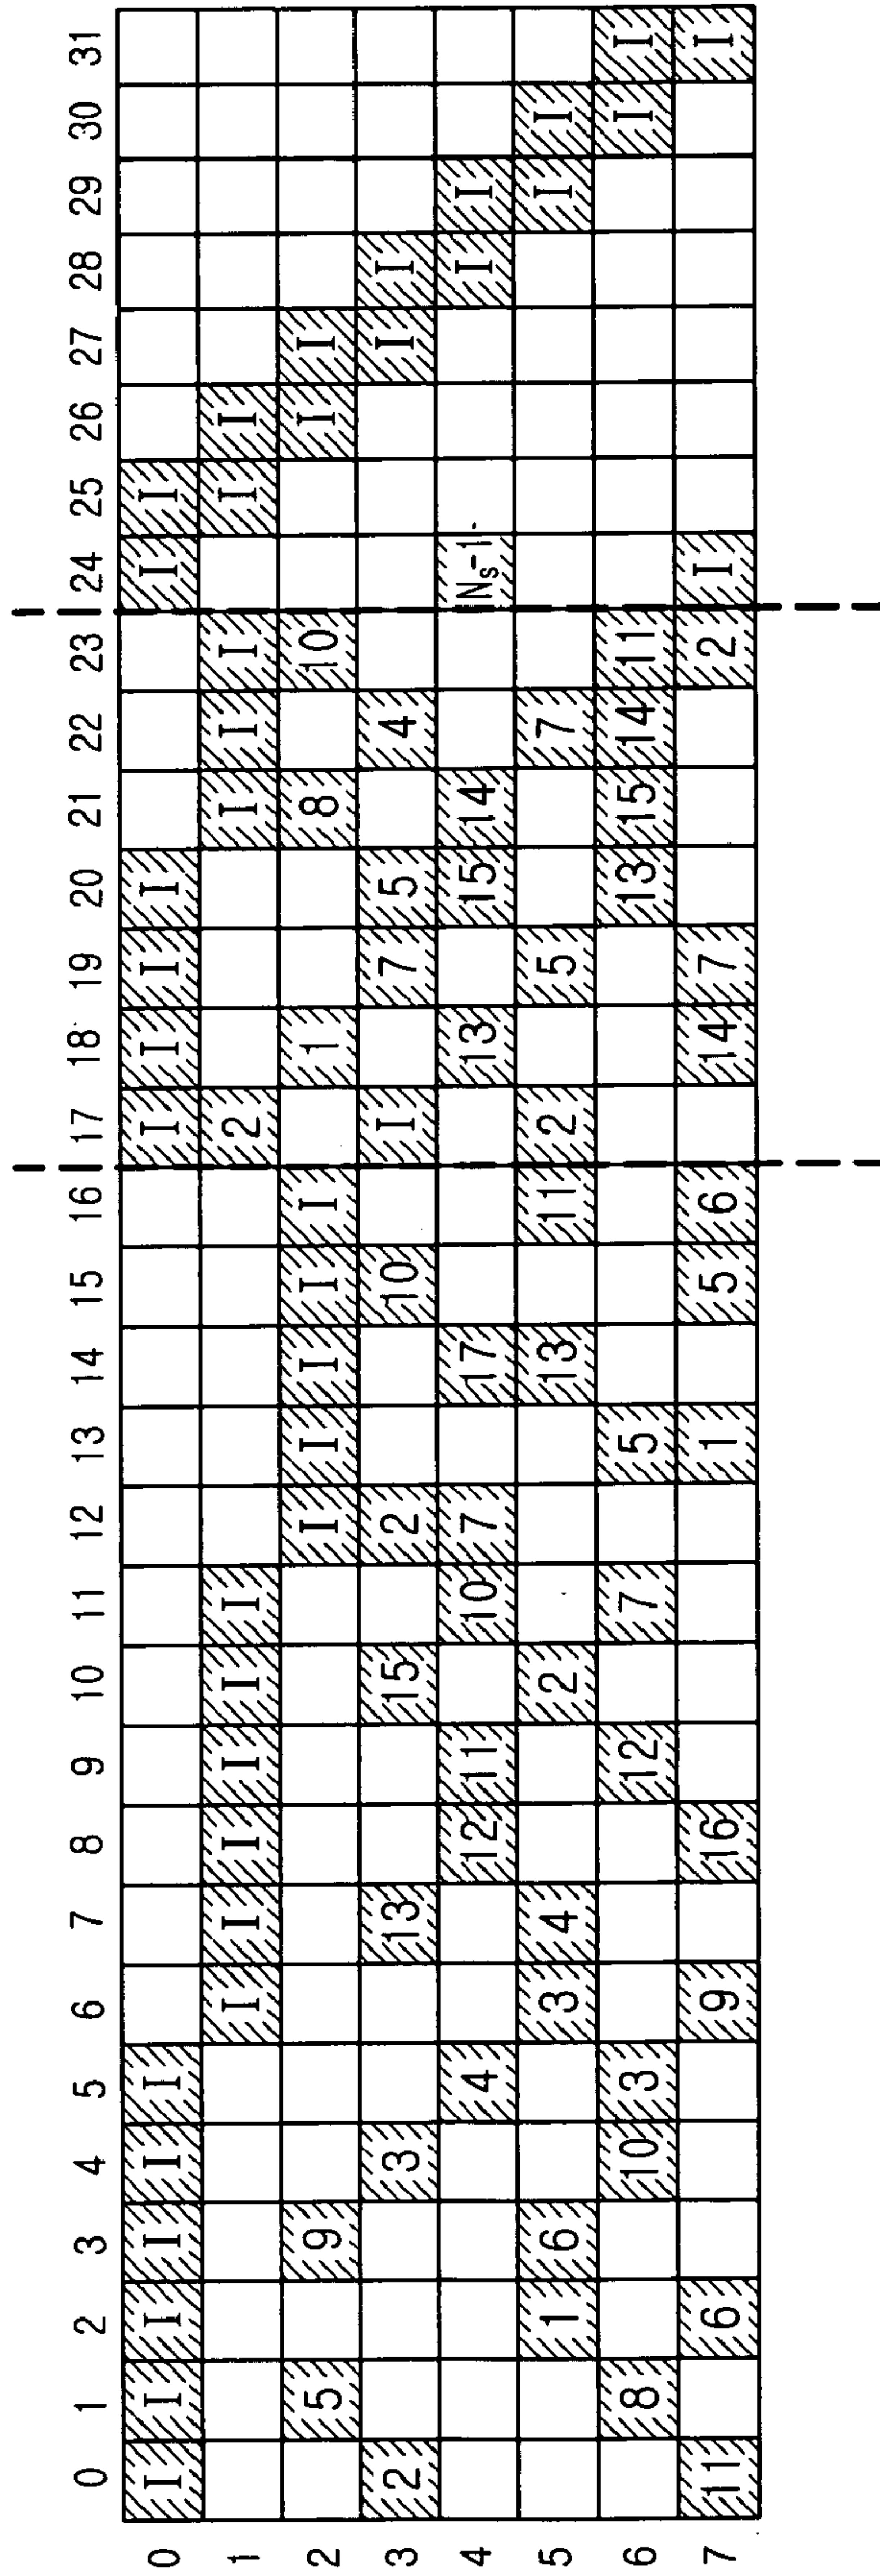 0 1 2 3 4 5 6 7 8 9 10 11 12 13 14 15 16 17 18 19 20 21 22 23 24 25 26 27 28 29 30 31
0 I I I I I I I I I I I I
1 I I I I I I 2 I I I I I
2 5 9 I I I I I 1 8 10 I I
3 2 3 13 15 2 10 I 7 5 4 I I
4 4 12 11 10 7 17 13 15 14 Nₛ-1 I I
5 1 6 3 4 2 13 11 2 5 7 I I
6 8 10 3 12 7 5 13 15 14 11 I I
7 11 6 9 16 1 5 6 14 7 2 I I